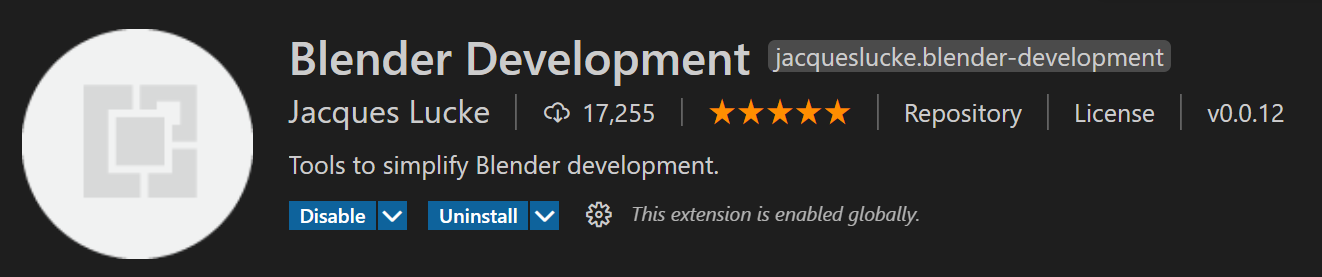 Blender Development jacqueslucke.blender-development
Jacques Lucke 17,255 Repository License v0.0.12
Tools to simplify Blender development.
Disable Uninstall This extension is enabled globally.